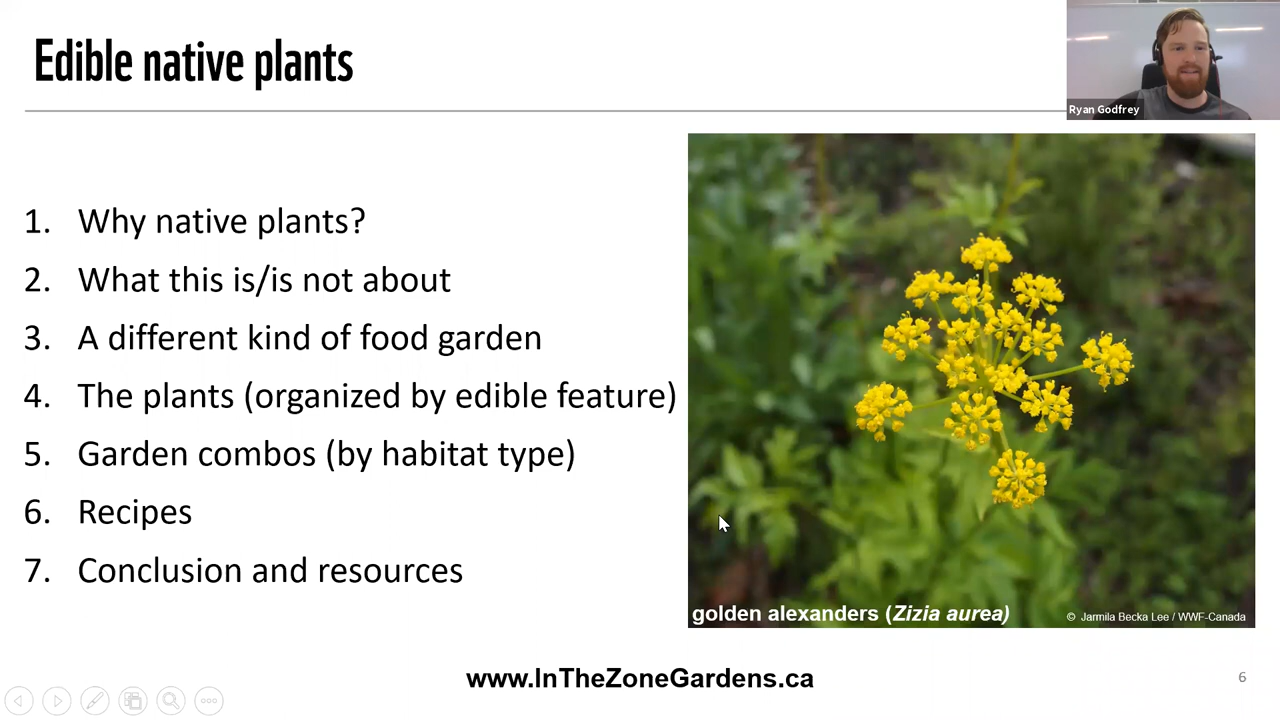 Edible native plants
Ryan Godfrey
1. Why native plants?
2. What this is/is not about
3. A different kind of food garden
4. The plants (organized by edible feature)
5. Garden combos (by habitat type)
6. Recipes
7. Conclusion and resources
golden alexanders (Zizia aurea)
© Jarmila Becka Lee / WWF-Canada
www.InTheZoneGardens.ca
6